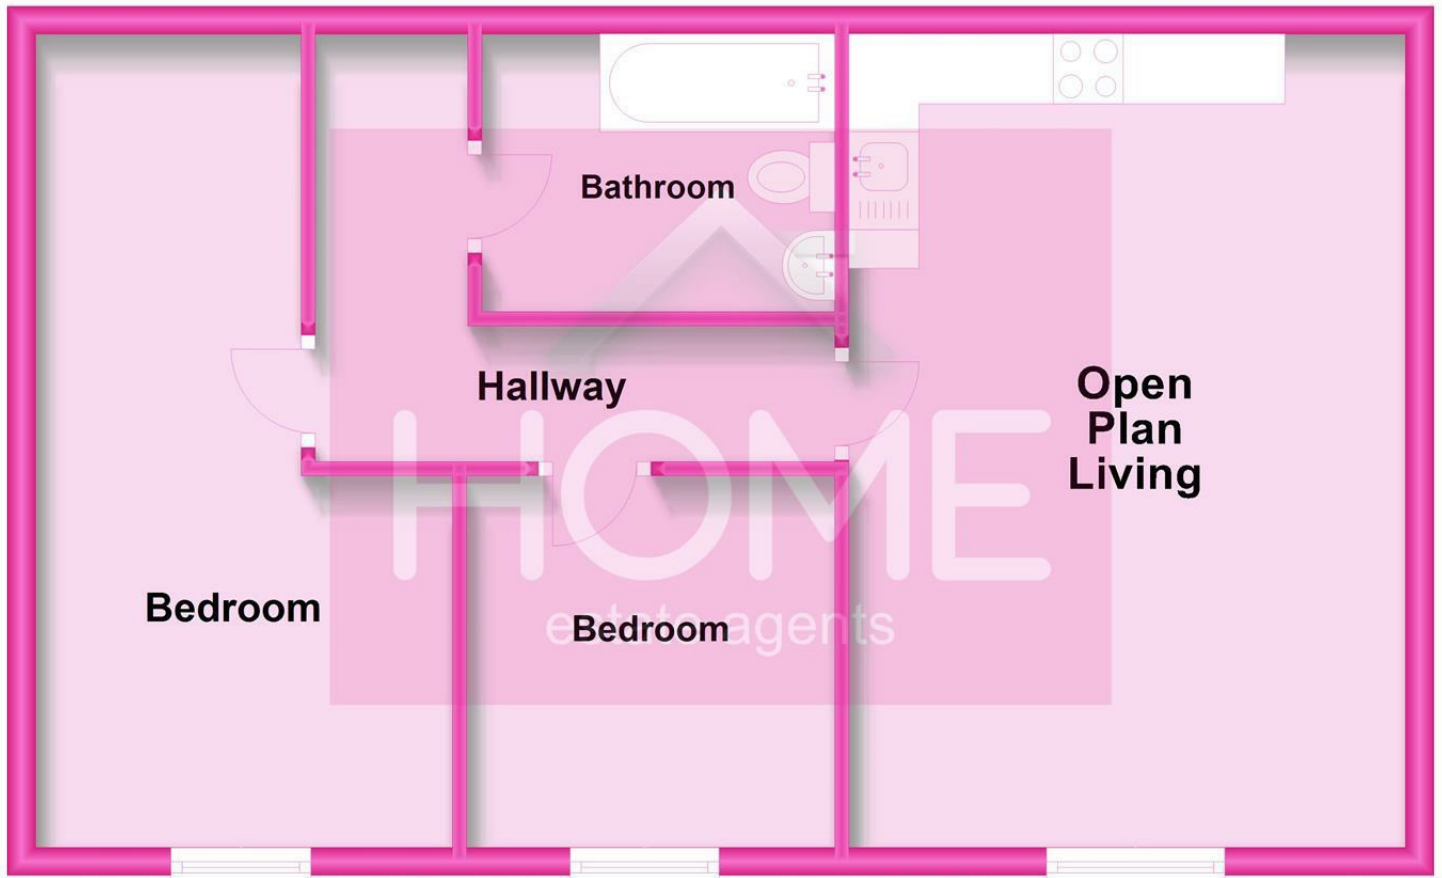 Bathroom
Hallway
Open
Plan
Living
HOME
estate agents
Bedroom
Bedroom